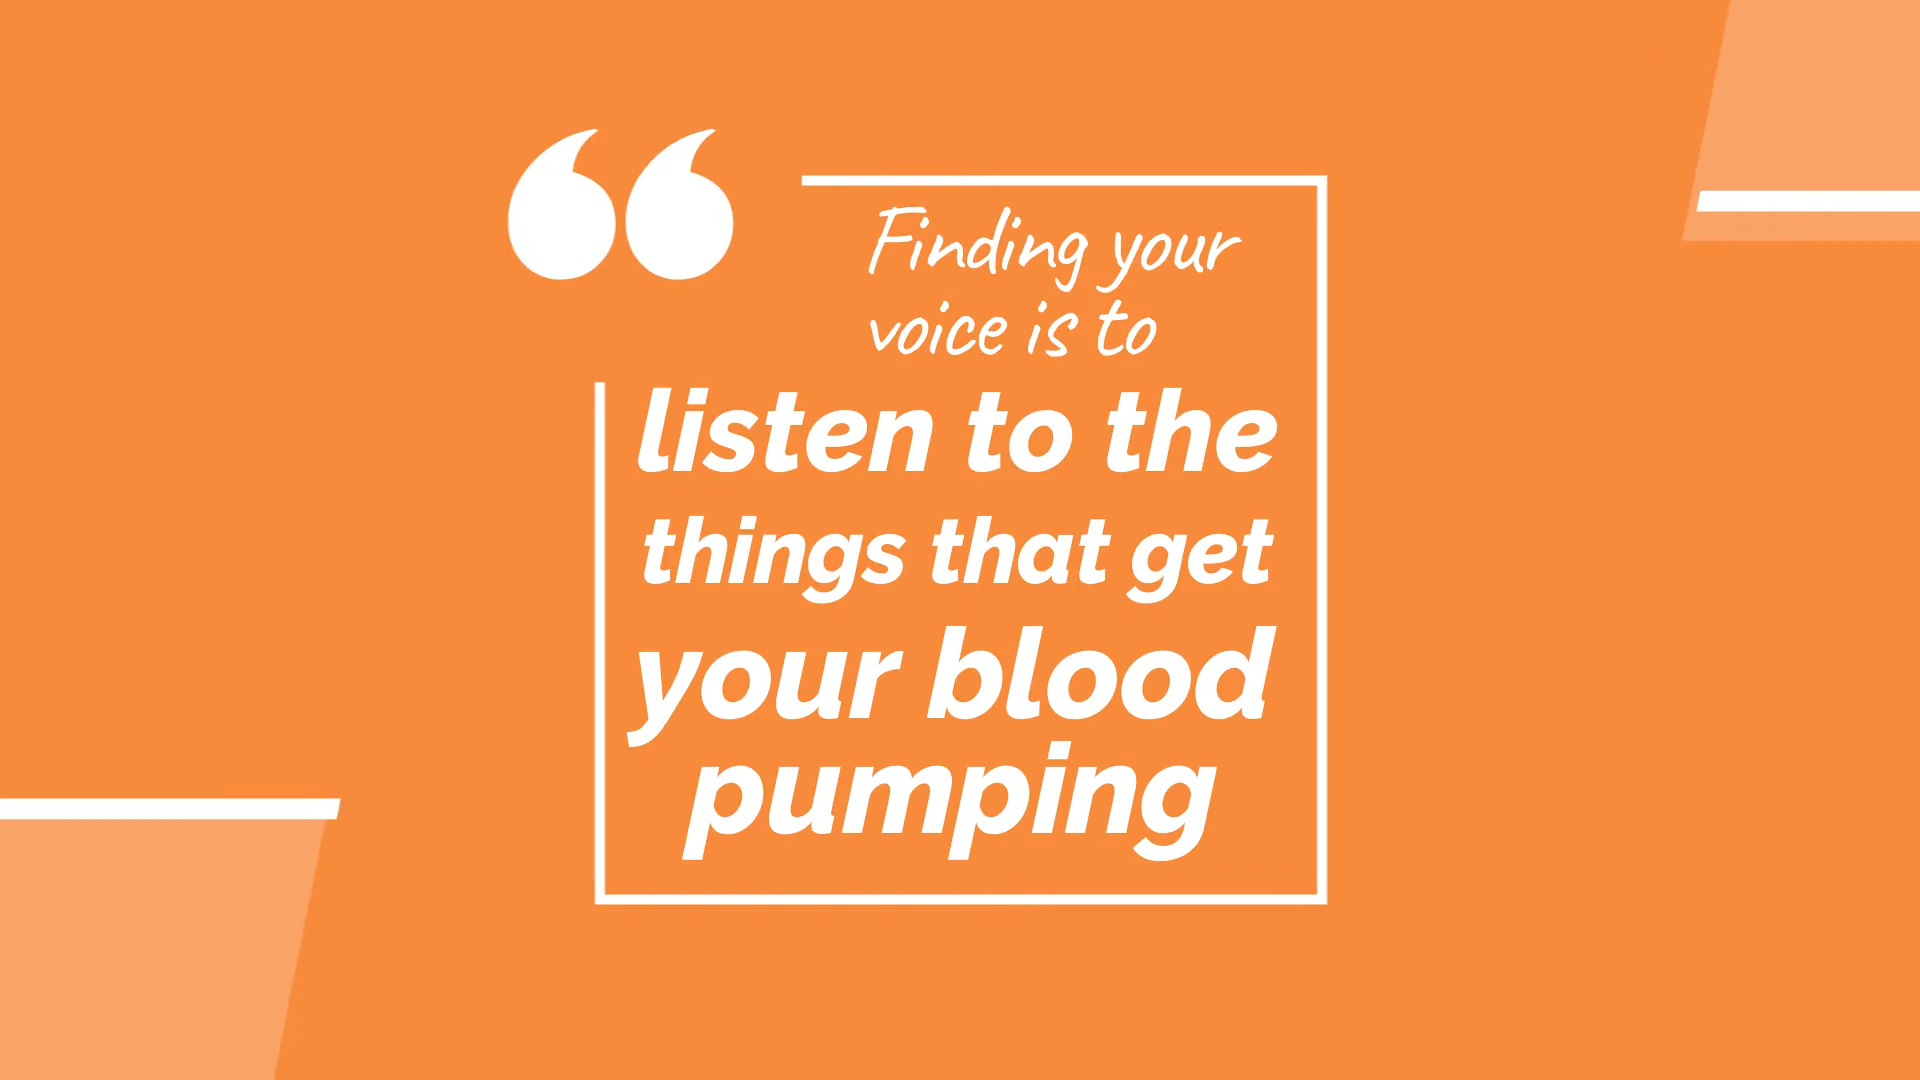 Finding your
voice is to
listen to the
things that get
your blood
pumping